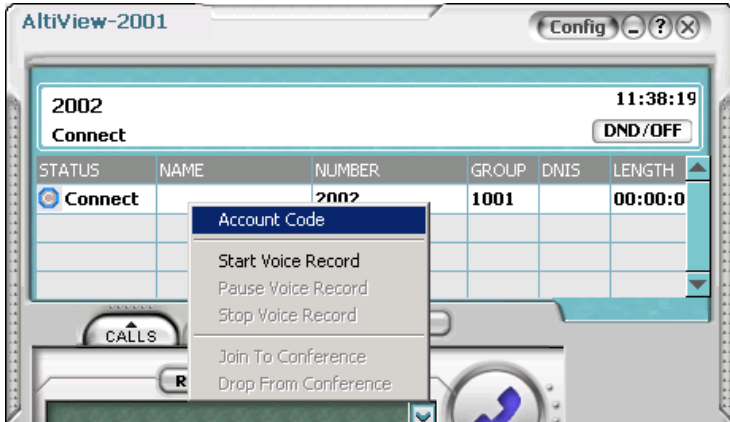 AltiView-2001
Config ?
2002
11:38:19
Connect
DND/OFF
STATUS NAME NUMBER GROUP DNIS LENGTH
Connect 2002 1001 00:00:0
Account Code
Start Voice Record
Pause Voice Record
Stop Voice Record
CALLS
Join To Conference
R
Drop From Conference